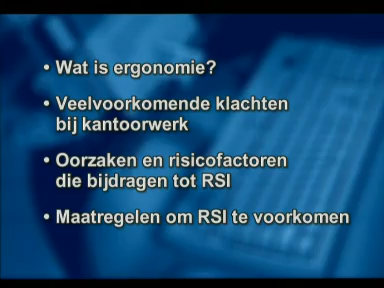 • Wat is ergonomie?
• Veelvoorkomende klachten
bij kantoorwerk
• Oorzaken en risicofactoren
die bijdragen tot RSI
• Maatregelen om RSI te voorkomen